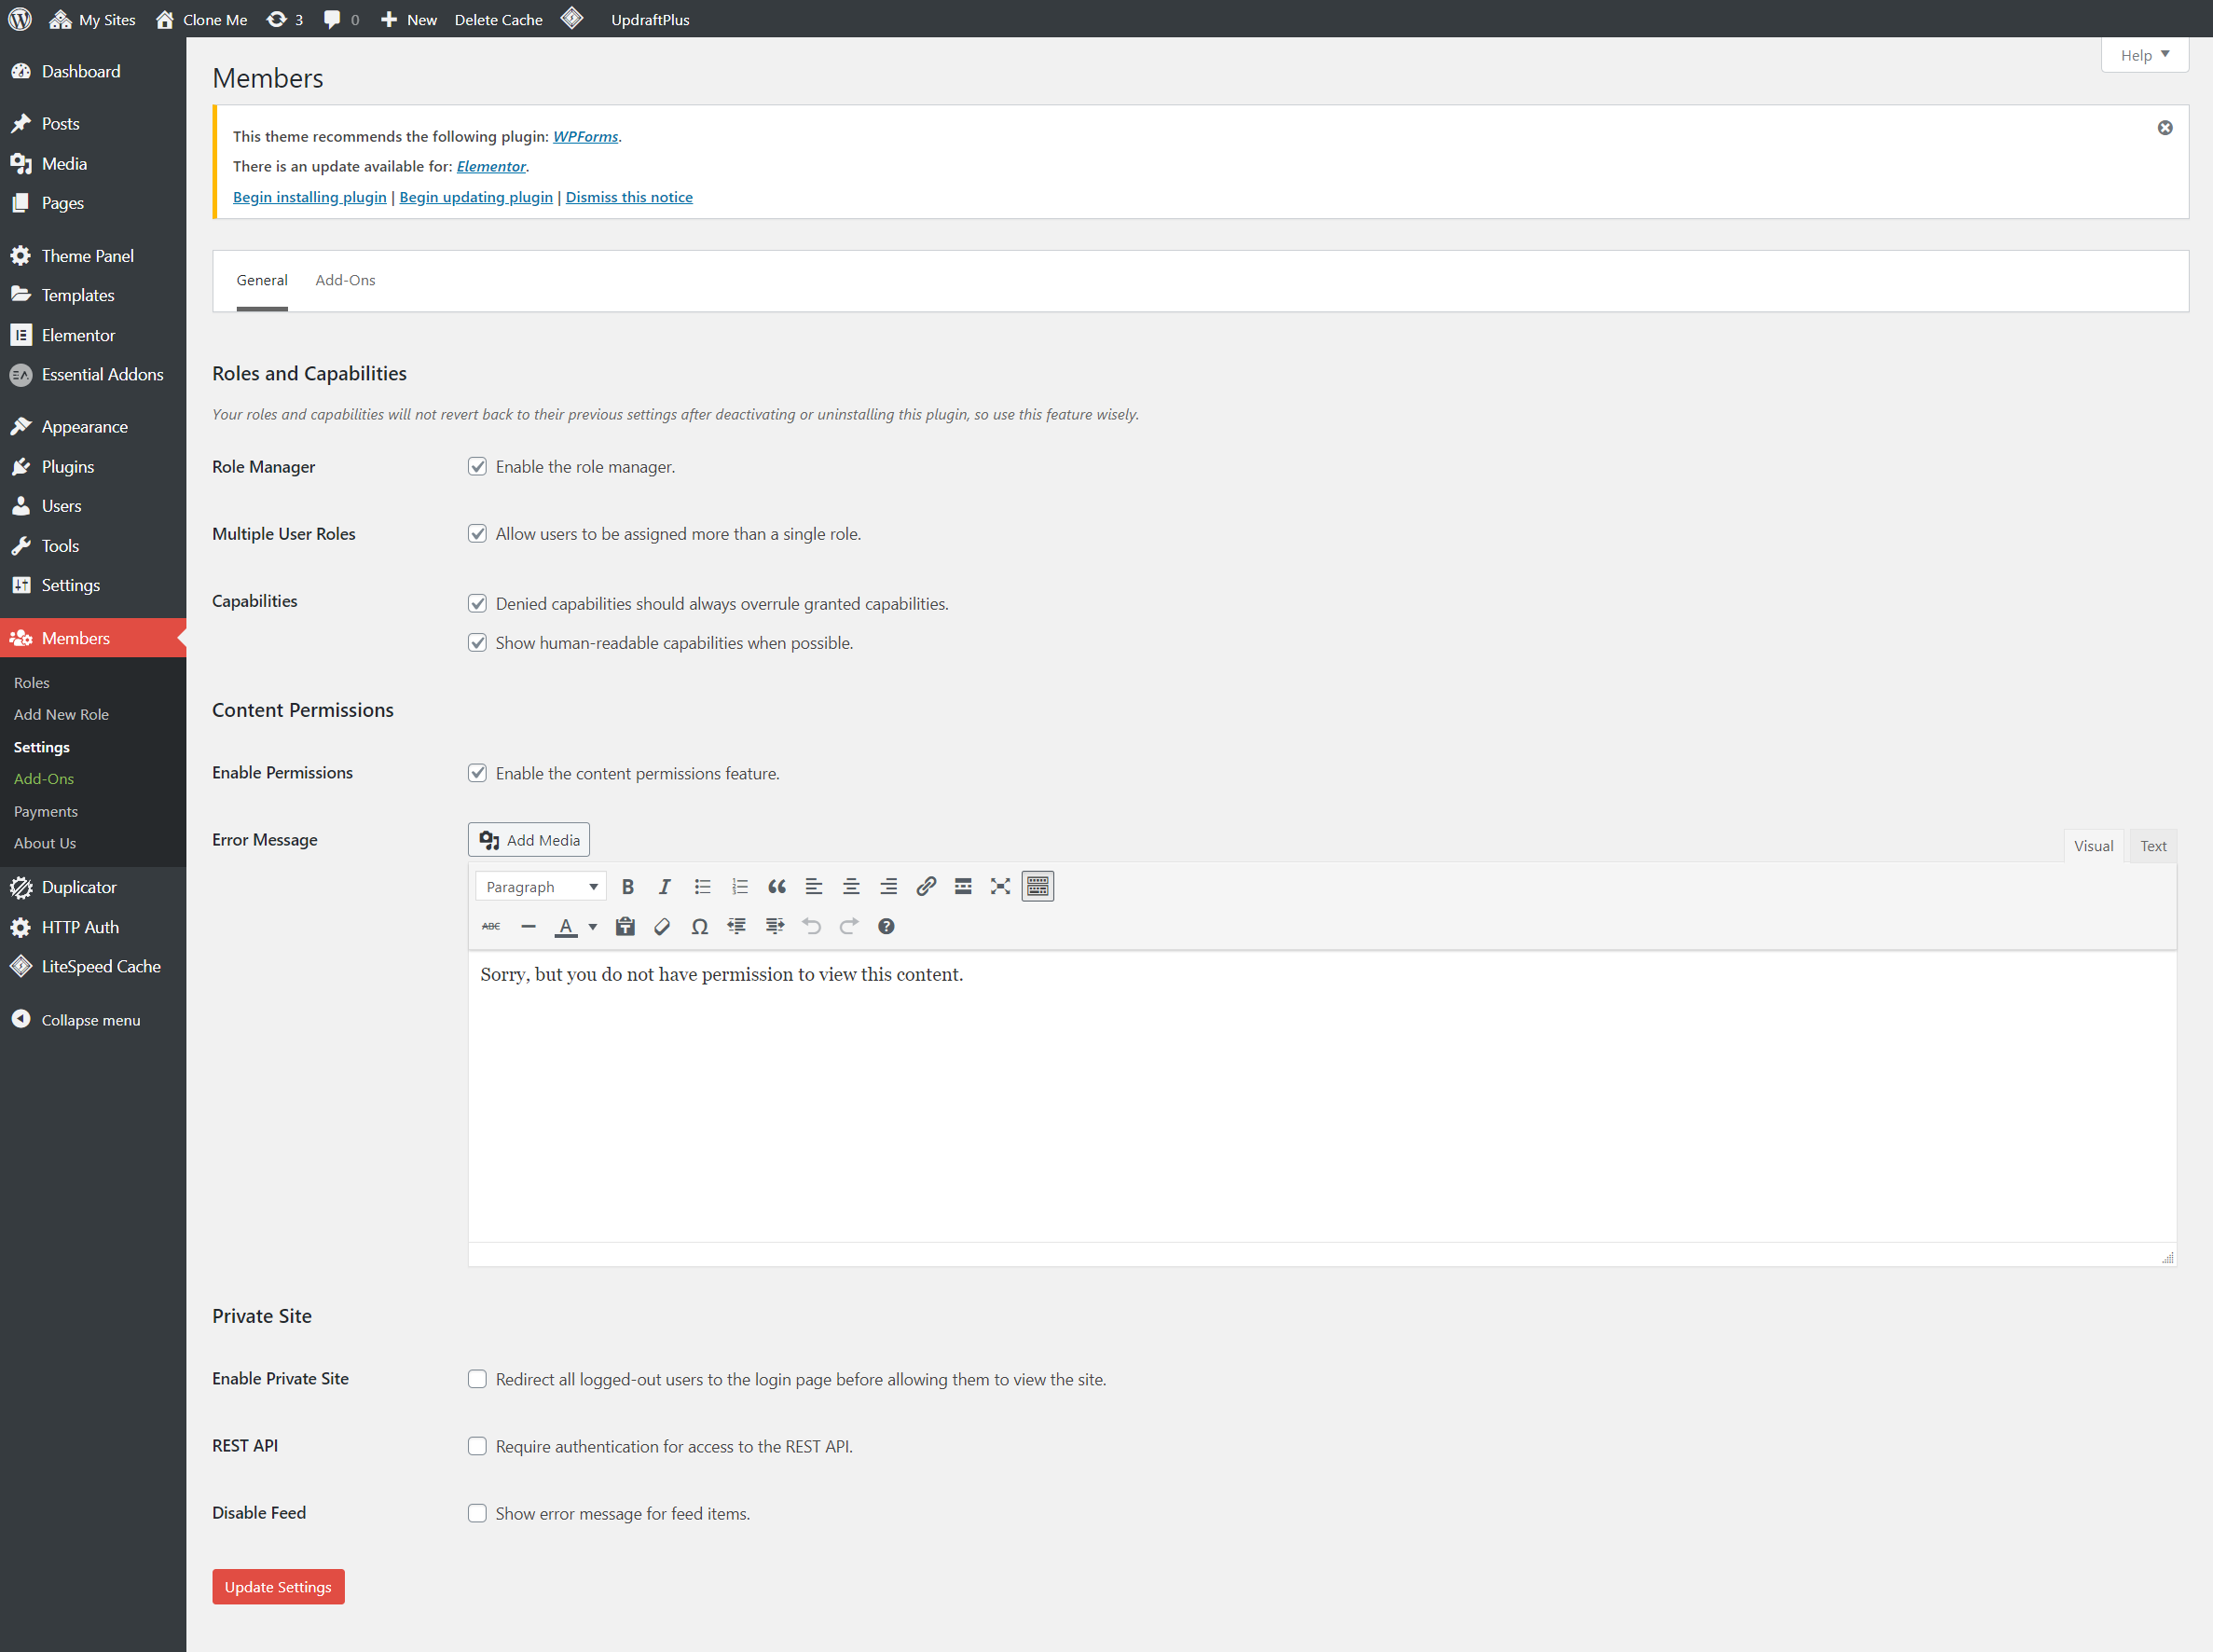 My Sites Clone Me 3 0 New Delete Cache UpdraftPlus
Help
Dashboard
Posts
Media
Pages
Theme Panel
Templates
Elementor
Essential Addons
Appearance
Plugins
Users
Tools
Settings
Members
Roles
Add New Role
Settings
Add-Ons
Payments
About Us
Duplicator
HTTP Auth
LiteSpeed Cache
Collapse menu
Members
This theme recommends the following plugin: WPForms.
There is an update available for: Elementor.
Begin installing plugin | Begin updating plugin | Dismiss this notice
General Add-Ons
Roles and Capabilities
Your roles and capabilities will not revert back to their previous settings after deactivating or uninstalling this plugin, so use this feature wisely.
Role Manager Enable the role manager.
Multiple User Roles Allow users to be assigned more than a single role.
Capabilities Denied capabilities should always overrule granted capabilities.
Show human-readable capabilities when possible.
Content Permissions
Enable Permissions Enable the content permissions feature.
Error Message Add Media Visual Text
Paragraph
ABC
Sorry, but you do not have permission to view this content.
Private Site
Enable Private Site Redirect all logged-out users to the login page before allowing them to view the site.
REST API Require authentication for access to the REST API.
Disable Feed Show error message for feed items.
Update Settings